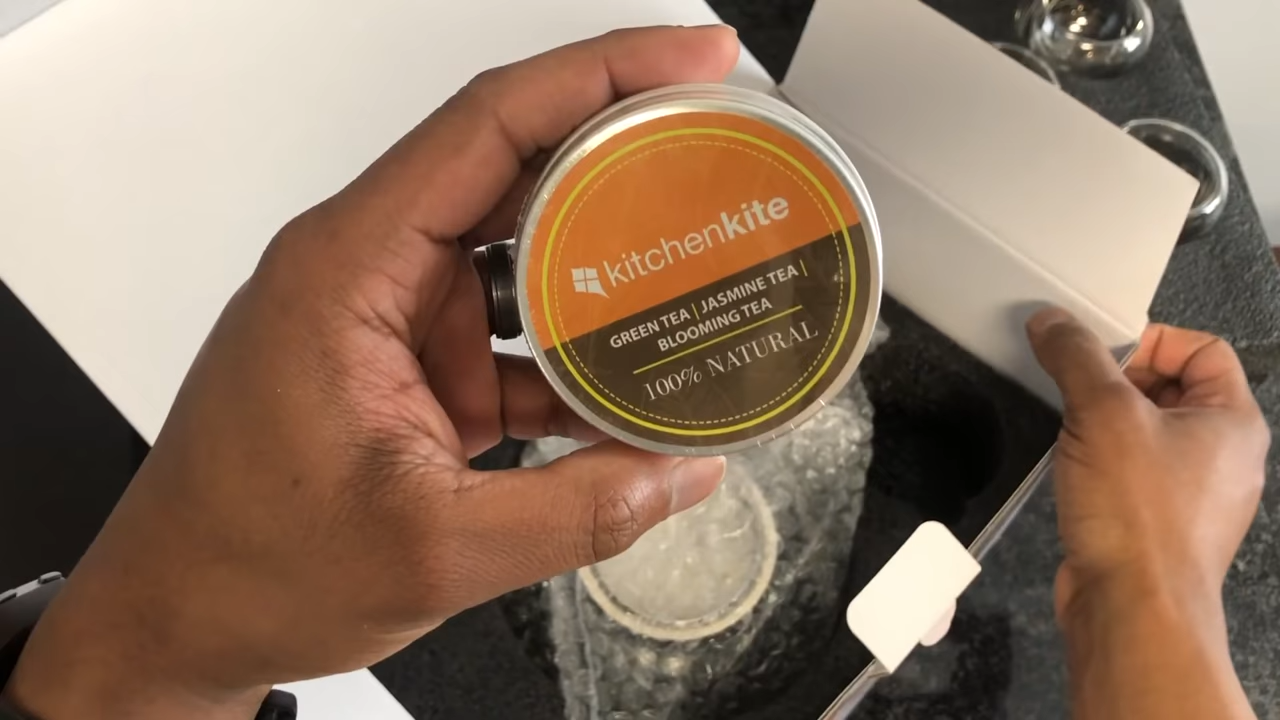 kitchenkite
GREEN TEA | JASMINE TEA |
BLOOMING TEA
100% NATURAL